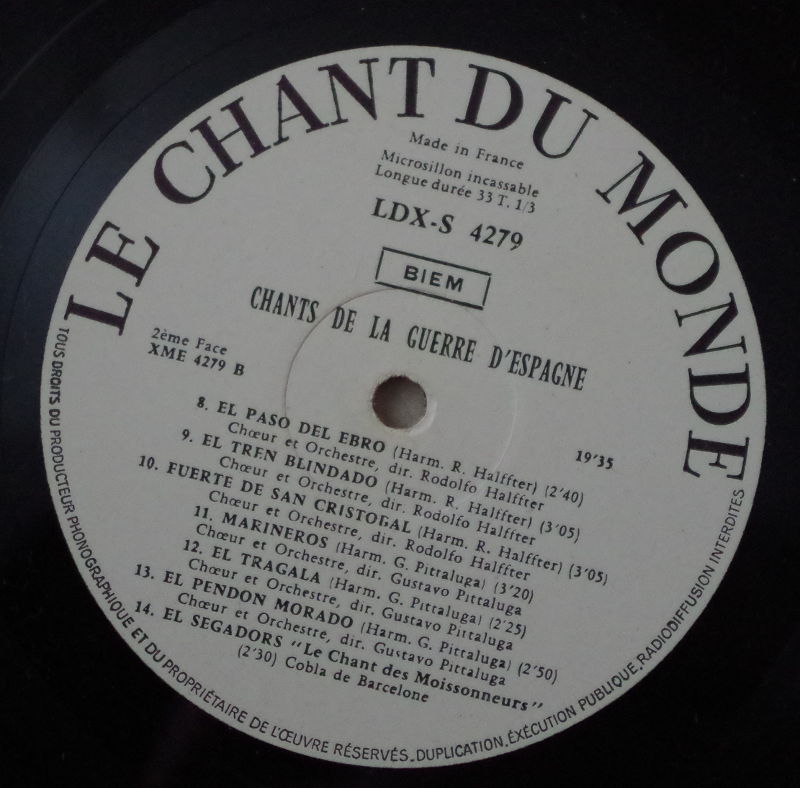 LE CHANT DU MONDE
Made in France
Microsillon incassable
Longue durée 33 T. 1/3
LDX-S 4279
BIEM
CHANTS DE LA GUERRE D'ESPAGNE
2ème Face
XME 4279 B
19'35
8. EL PASO DEL EBRO (Harm. R. Halffter) (2'40)
Chœur et Orchestre, dir. Rodolfo Halffter
9. EL TREN BLINDADO (Harm. R. Halffter) (3'05)
Chœur et Orchestre, dir. Rodolfo Halffter
10. FUERTE DE SAN CRISTOGAL (Harm. R. Halffter) (3'05)
Chœur et Orchestre, dir. Rodolfo Halffter
11. MARINEROS (Harm. G. Pittaluga) (3'20)
Chœur et Orchestre, dir. Gustavo Pittaluga
12. EL TRAGALA (Harm. G. Pittaluga) (2'25)
Chœur et Orchestre, dir. Gustavo Pittaluga
13. EL PENDON MORADO (Harm. G. Pittaluga) (2'50)
Chœur et Orchestre, dir. Gustavo Pittaluga
14. EL SEGADORS "Le Chant des Moissonneurs"
(2'30) Cobla de Barcelone
TOUS DROITS DU PRODUCTEUR PHONOGRAPHIQUE ET DU PROPRIÉTAIRE DE L'ŒUVRE RÉSERVÉS_DUPLICATION_EXÉCUTION PUBLIQUE_RADIODIFFUSION INTERDITES